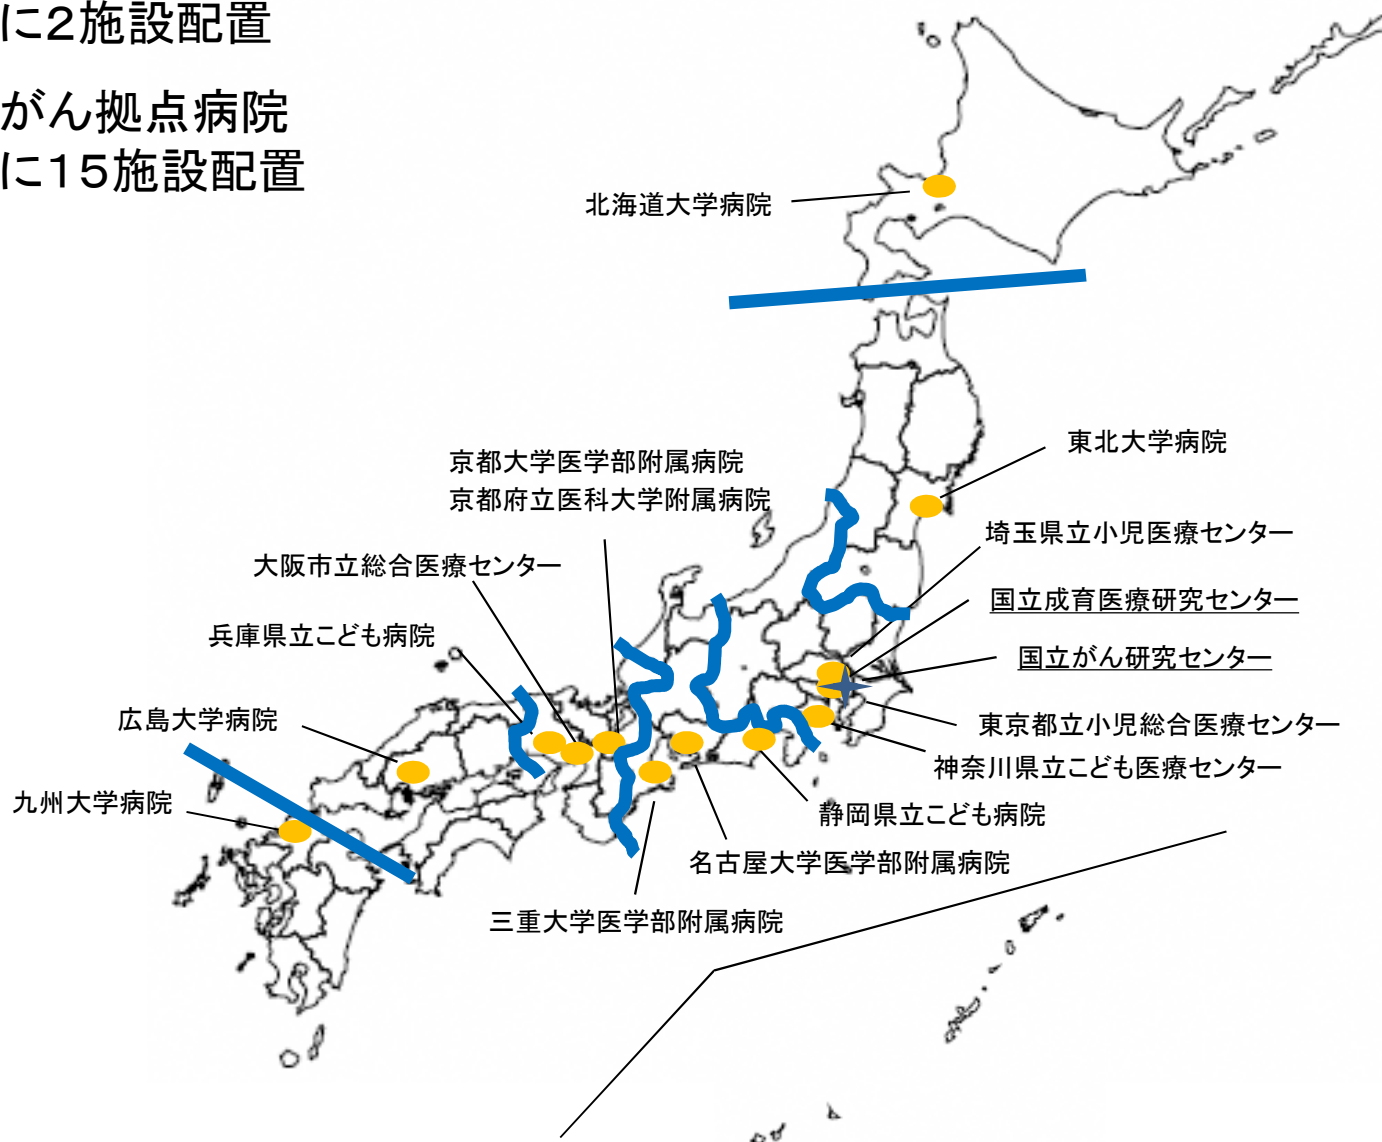 に２施設配置
がん拠点病院
に１５施設配置
北海道大学病院
東北大学病院
京都大学医学部附属病院
京都府立医科大学附属病院
埼玉県立小児医療センター
大阪市立総合医療センター
国立成育医療研究センター
兵庫県立こども病院
国立がん研究センター
広島大学病院
東京都立小児総合医療センター
神奈川県立こども医療センター
九州大学病院
静岡県立こども病院
名古屋大学医学部附属病院
三重大学医学部附属病院